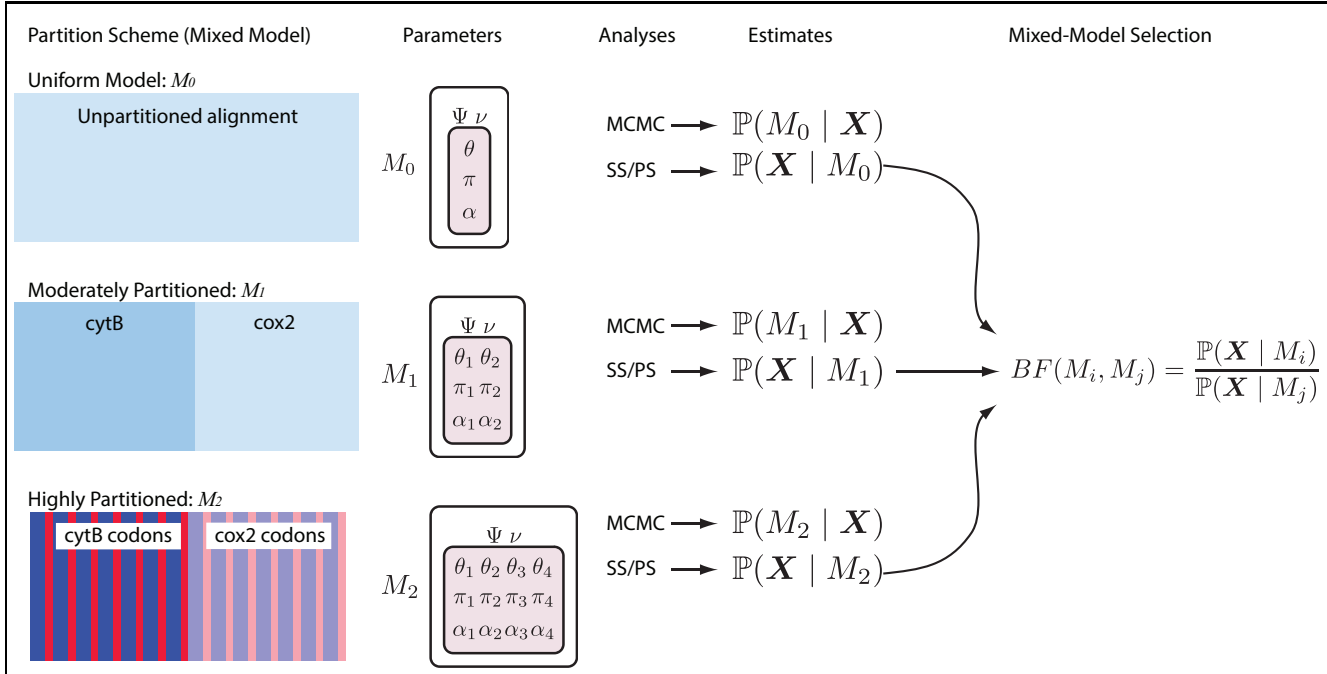 Partition Scheme (Mixed Model) Parameters Analyses Estimates Mixed-Model Selection
Uniform Model: M₀
Unpartitioned alignment
M₀
Ψ ν
θ
π
α
MCMC
ℙ(M₀ | X)
SS/PS
ℙ(X | M₀)
Moderately Partitioned: M₁
cytB cox2
M₁
Ψ ν
θ₁ θ₂
π₁ π₂
α₁ α₂
MCMC
ℙ(M₁ | X)
SS/PS
ℙ(X | M₁)
BF(Mᵢ, Mⱼ) = ℙ(X | Mᵢ) / ℙ(X | Mⱼ)
Highly Partitioned: M₂
cytB codons cox2 codons
M₂
Ψ ν
θ₁ θ₂ θ₃ θ₄
π₁ π₂ π₃ π₄
α₁ α₂ α₃ α₄
MCMC
ℙ(M₂ | X)
SS/PS
ℙ(X | M₂)